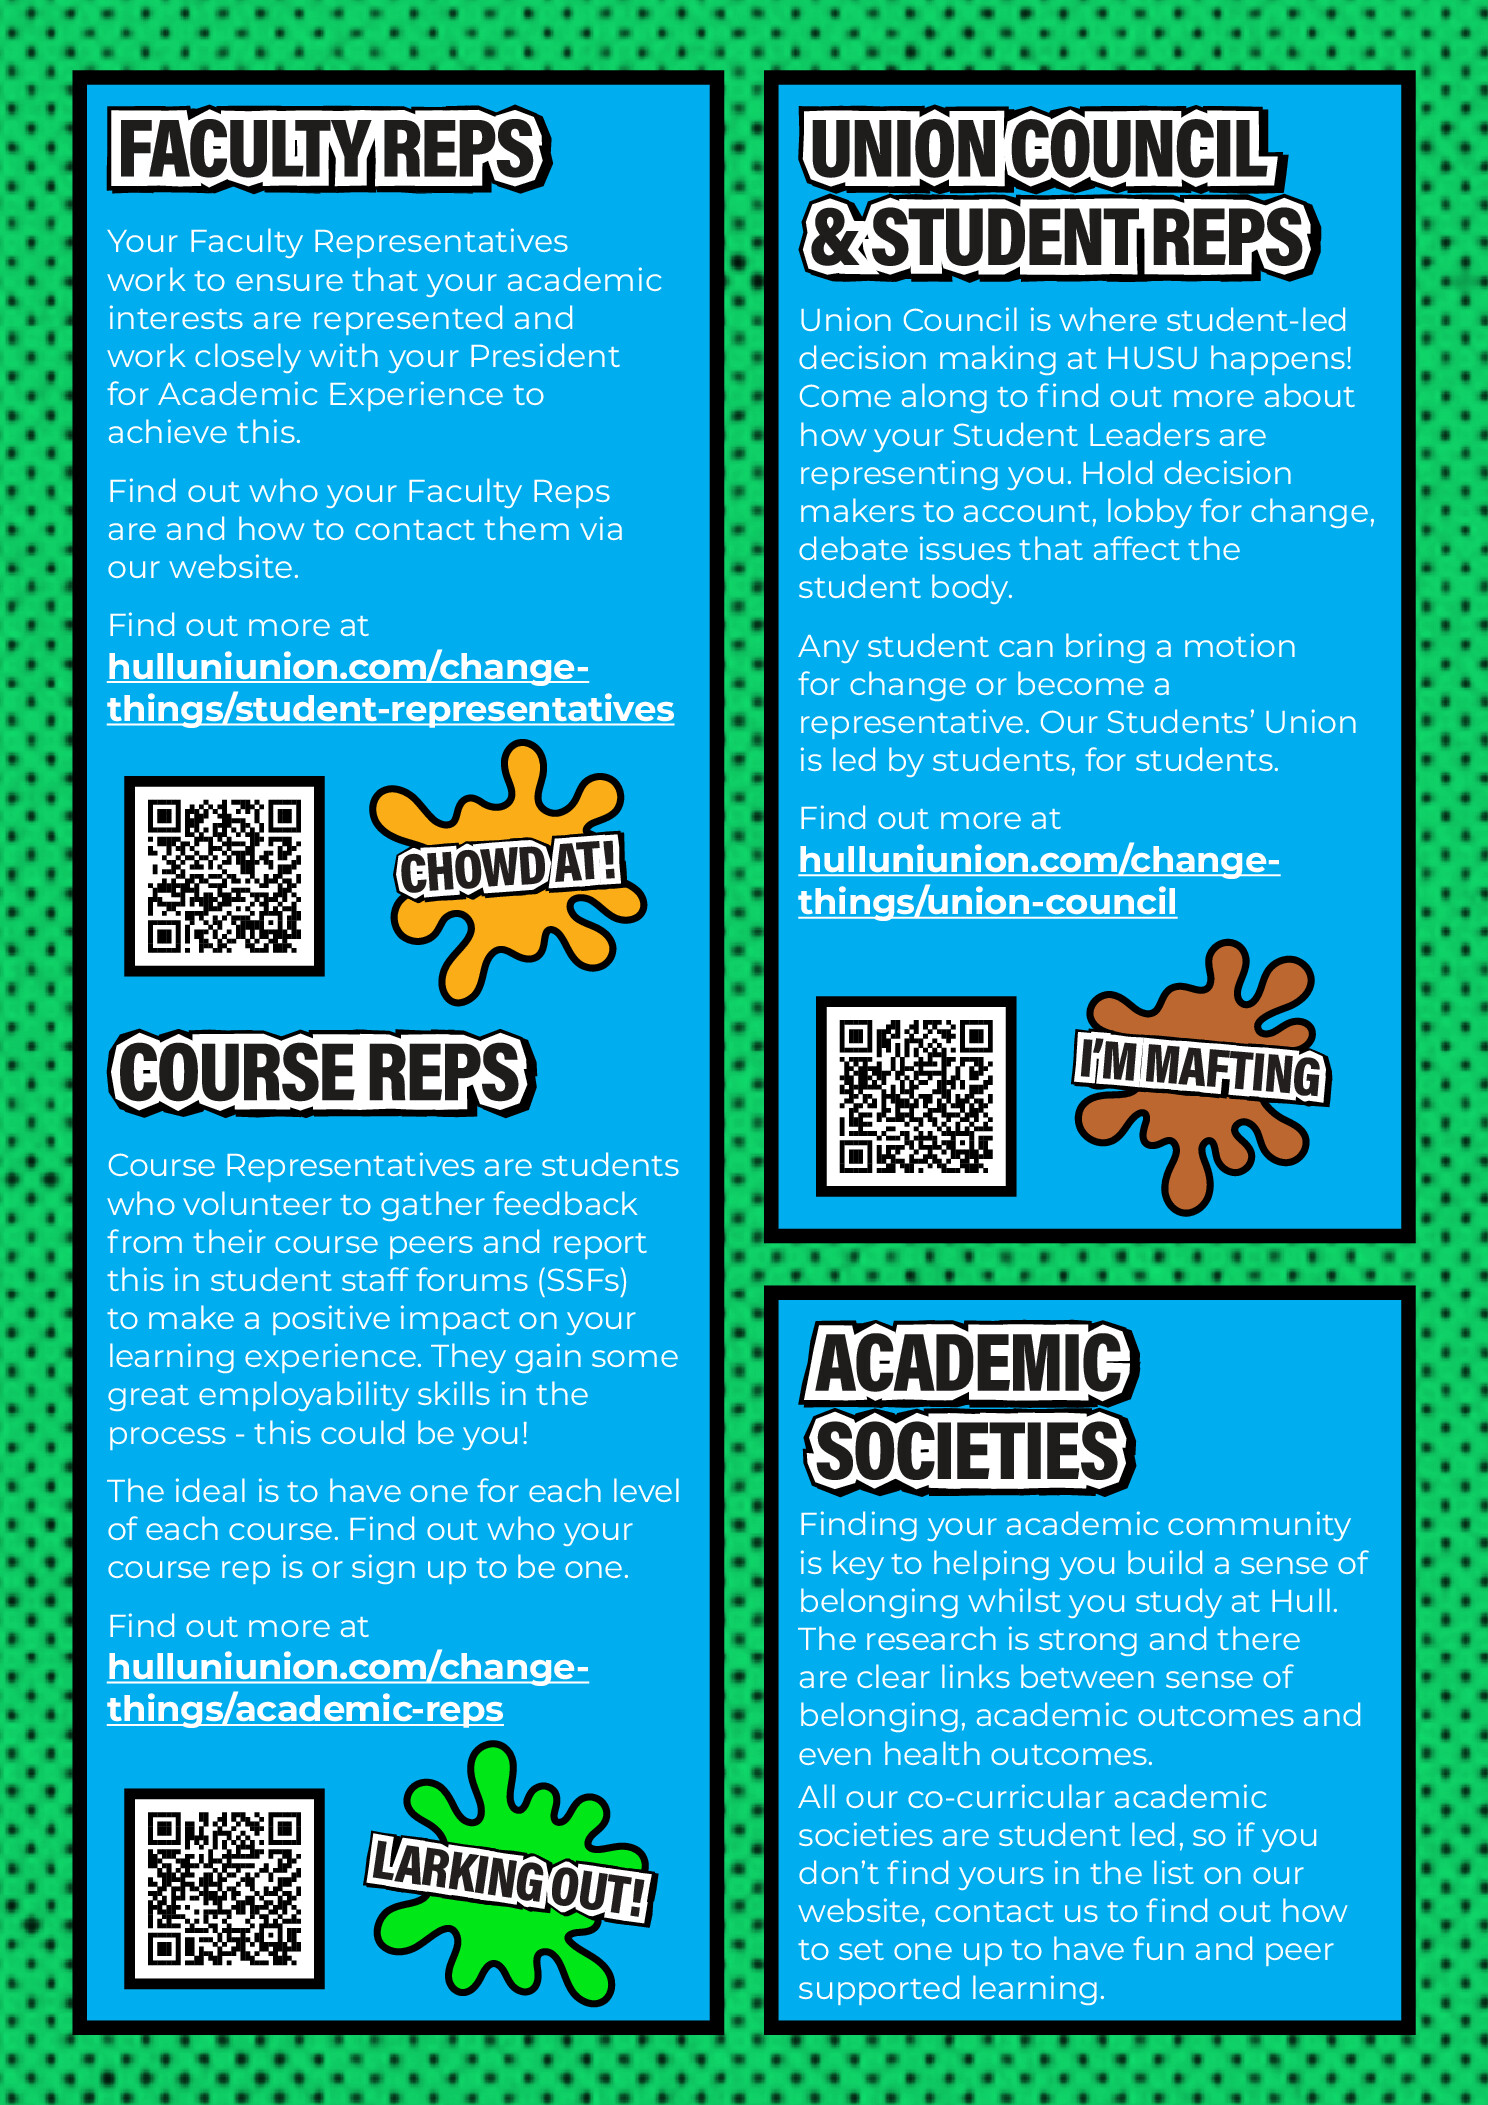 FACULTY REPS
Your Faculty Representatives
work to ensure that your academic
interests are represented and
work closely with your President
for Academic Experience to
achieve this.
Find out who your Faculty Reps
are and how to contact them via
our website.
Find out more at
hulluniunion.com/change-
things/student-representatives
CHOWD AT!
COURSE REPS
Course Representatives are students
who volunteer to gather feedback
from their course peers and report
this in student staff forums (SSFs)
to make a positive impact on your
learning experience. They gain some
great employability skills in the
process - this could be you!
The ideal is to have one for each level
of each course. Find out who your
course rep is or sign up to be one.
Find out more at
hulluniunion.com/change-
things/academic-reps
LARKING OUT!
UNION COUNCIL
& STUDENT REPS
Union Council is where student-led
decision making at HUSU happens!
Come along to find out more about
how your Student Leaders are
representing you. Hold decision
makers to account, lobby for change,
debate issues that affect the
student body.
Any student can bring a motion
for change or become a
representative. Our Students’ Union
is led by students, for students.
Find out more at
hulluniunion.com/change-
things/union-council
I’M MAFTING
ACADEMIC
SOCIETIES
Finding your academic community
is key to helping you build a sense of
belonging whilst you study at Hull.
The research is strong and there
are clear links between sense of
belonging, academic outcomes and
even health outcomes.
All our co-curricular academic
societies are student led, so if you
don’t find yours in the list on our
website, contact us to find out how
to set one up to have fun and peer
supported learning.